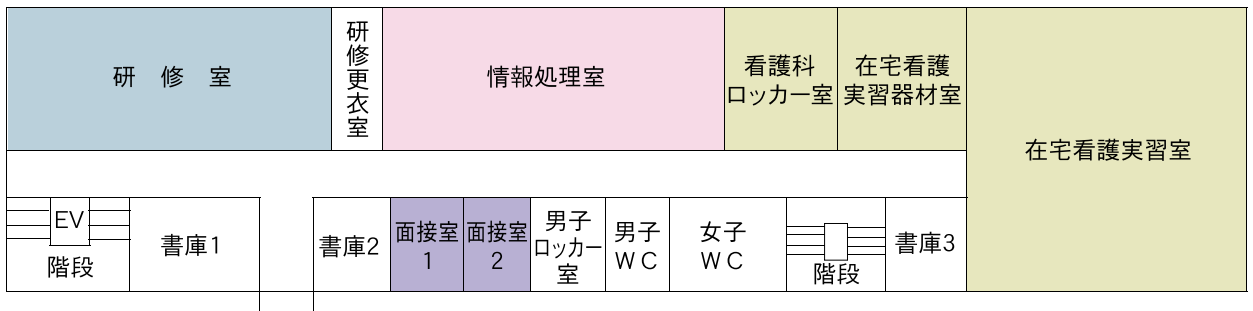 研　修　室
研修更衣室
情報処理室
看護科
ロッカー室
在宅看護
実習器材室
在宅看護実習室
EV
階段
書庫1
書庫2
面接室
1
面接室
2
男子
ロッカー
室
男子
ＷＣ
女子
ＷＣ
階段
書庫3